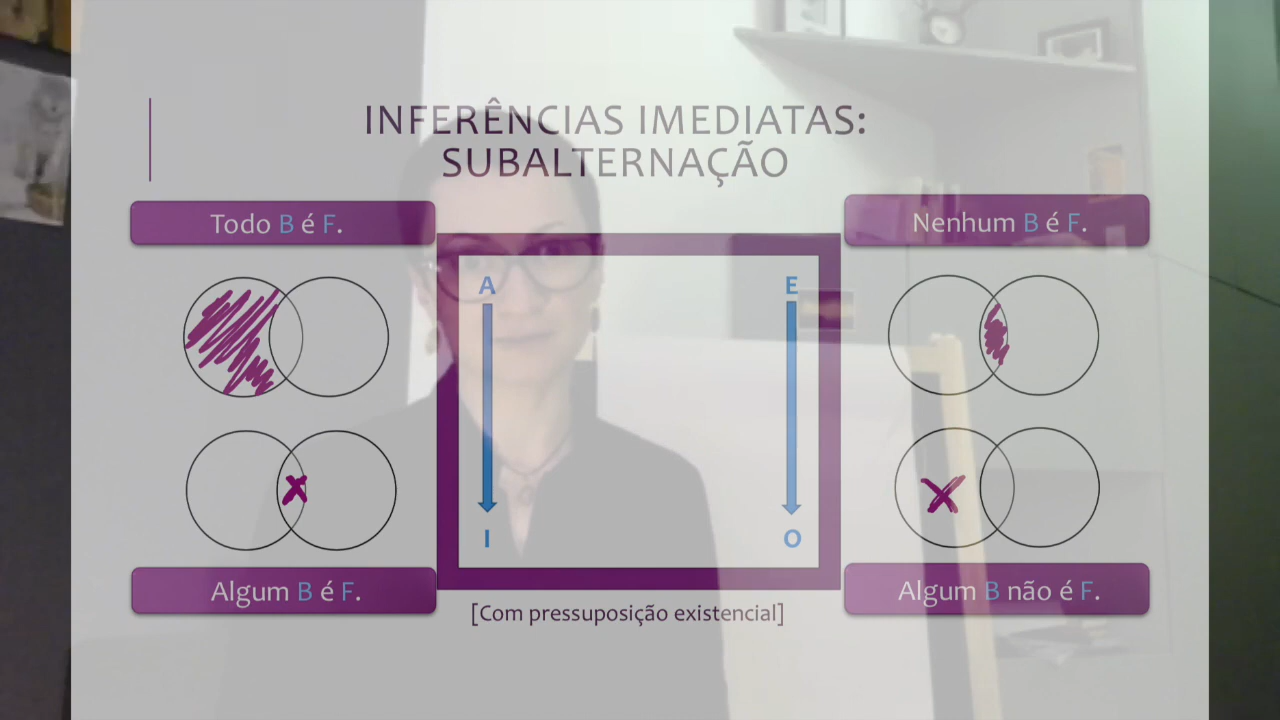 INFERÊNCIAS IMEDIATAS:
SUBALTERNAÇÃO
Todo B é F.
Nenhum B é F.
A
E
I
O
Algum B é F.
Algum B não é F.
[Com pressuposição existencial]